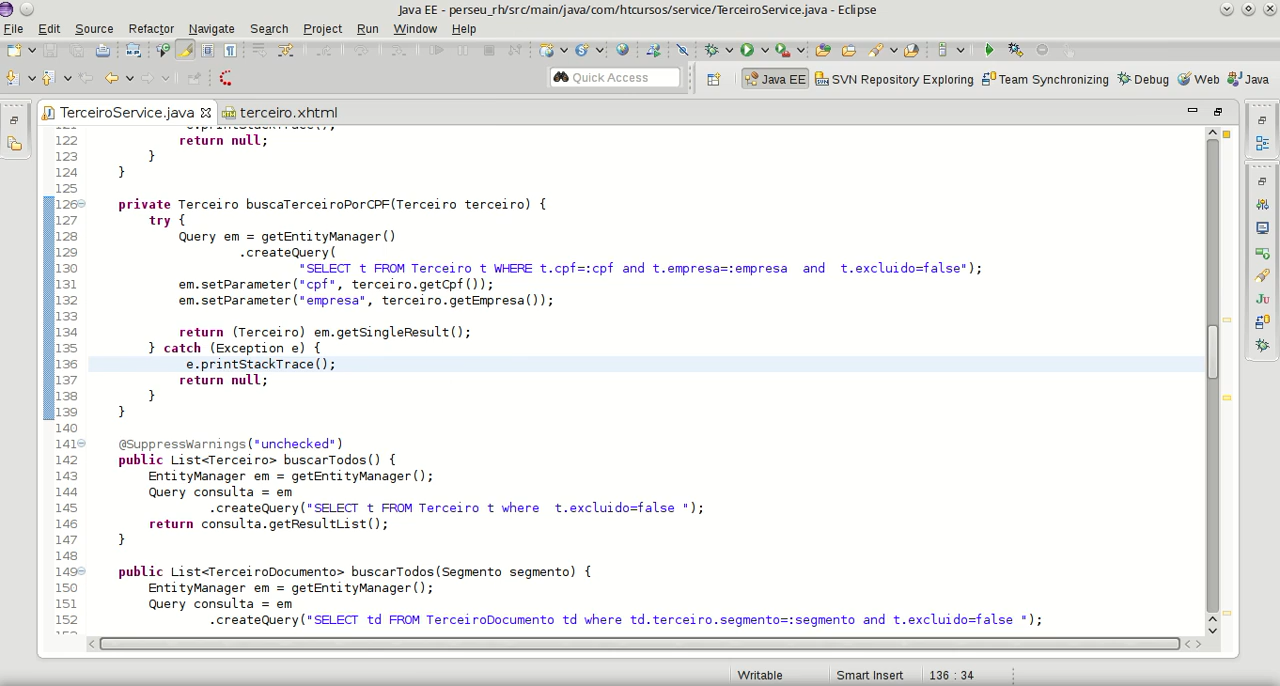 Java EE - perseu_rh/src/main/java/com/htcursos/service/TerceiroService.java - Eclipse
File Edit Source Refactor Navigate Search Project Run Window Help
Quick Access Java EE SVN Repository Exploring Team Synchronizing Debug Web Java
TerceiroService.java terceiro.xhtml
121 e.printStackTrace();
122 return null;
123 }
124 }
125
126 private Terceiro buscaTerceiroPorCPF(Terceiro terceiro) {
127 try {
128 Query em = getEntityManager()
129 .createQuery(
130 "SELECT t FROM Terceiro t WHERE t.cpf=:cpf and t.empresa=:empresa  and  t.excluido=false");
131 em.setParameter("cpf", terceiro.getCpf());
132 em.setParameter("empresa", terceiro.getEmpresa());
133
134 return (Terceiro) em.getSingleResult();
135 } catch (Exception e) {
136 e.printStackTrace();
137 return null;
138 }
139 }
140
141 @SuppressWarnings("unchecked")
142 public List<Terceiro> buscarTodos() {
143 EntityManager em = getEntityManager();
144 Query consulta = em
145 .createQuery("SELECT t FROM Terceiro t where  t.excluido=false ");
146 return consulta.getResultList();
147 }
148
149 public List<TerceiroDocumento> buscarTodos(Segmento segmento) {
150 EntityManager em = getEntityManager();
151 Query consulta = em
152 .createQuery("SELECT td FROM TerceiroDocumento td where td.terceiro.segmento=:segmento and t.excluido=false ");
Writable Smart Insert 136 : 34